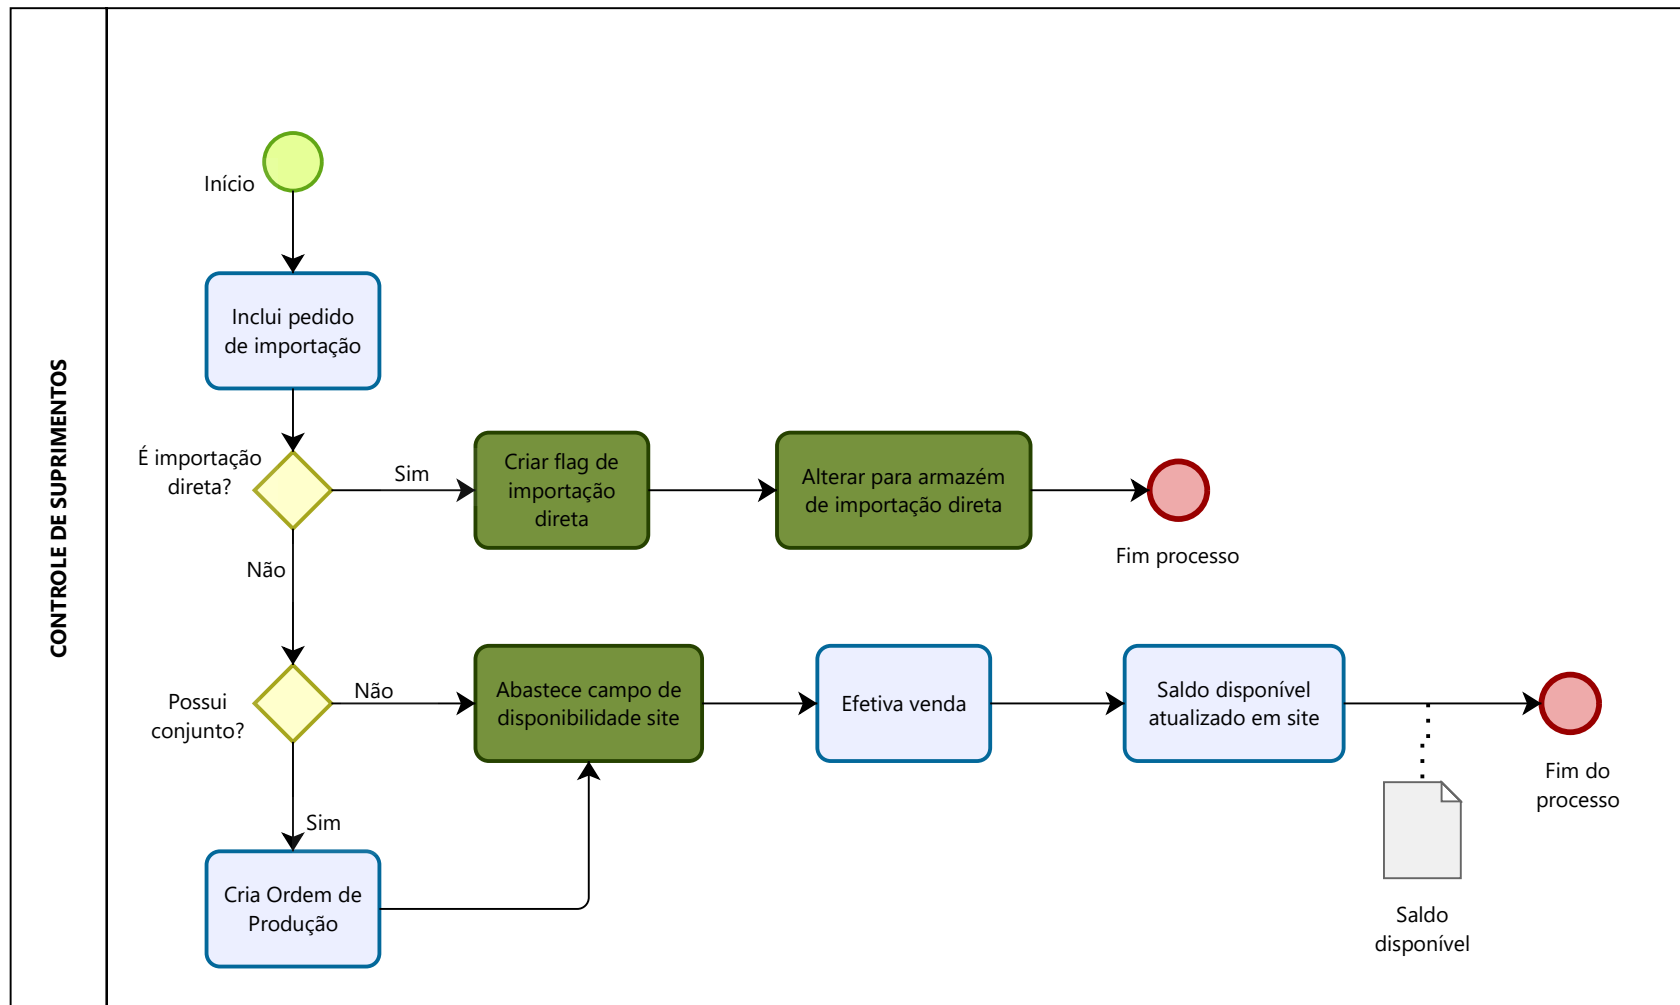 CONTROLE DE SUPRIMENTOS
Início
Inclui pedido
de importação
É importação
direta?
Sim
Criar flag de
importação
direta
Alterar para armazém
de importação direta
Fim processo
Não
Possui
conjunto?
Não
Abastece campo de
disponibilidade site
Efetiva venda
Saldo disponível
atualizado em site
Fim do
processo
Sim
Cria Ordem de
Produção
Saldo
disponível